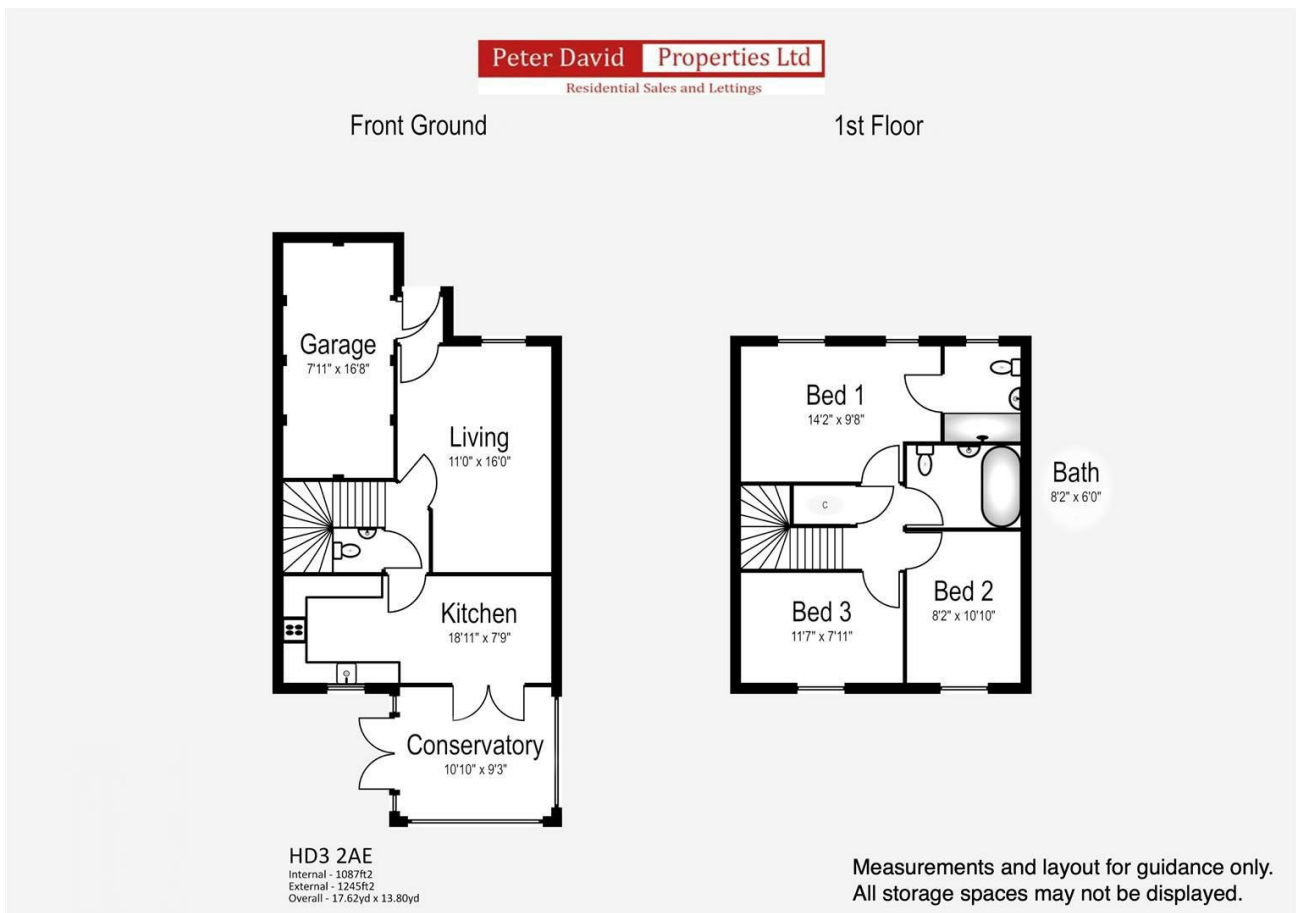 Peter David Properties Ltd
Residential Sales and Lettings
Front Ground
1st Floor
Garage
7'11" x 16'8"
Living
11'0" x 16'0"
Kitchen
18'11" x 7'9"
Conservatory
10'10" x 9'3"
Bed 1
14'2" x 9'8"
Bath
8'2" x 6'0"
C
Bed 2
8'2" x 10'10"
Bed 3
11'7" x 7'11"
HD3 2AE
Internal - 1087ft2
External - 1245ft2
Overall - 17.62yd x 13.80yd
Measurements and layout for guidance only.
All storage spaces may not be displayed.